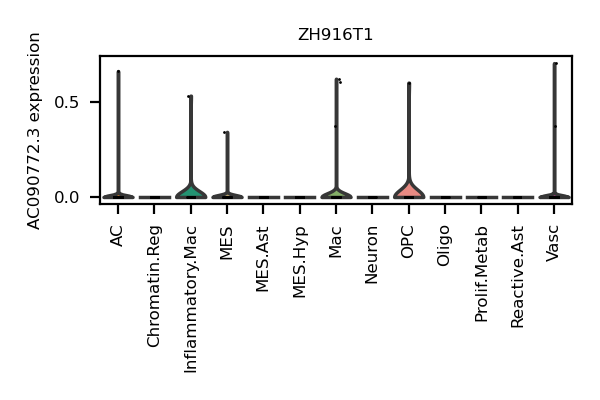 ZH916T1
AC090772.3 expression
0.5
0.0
AC
Chromatin.Reg
Inflammatory.Mac
MES
MES.Ast
MES.Hyp
Mac
Neuron
OPC
Oligo
Prolif.Metab
Reactive.Ast
Vasc